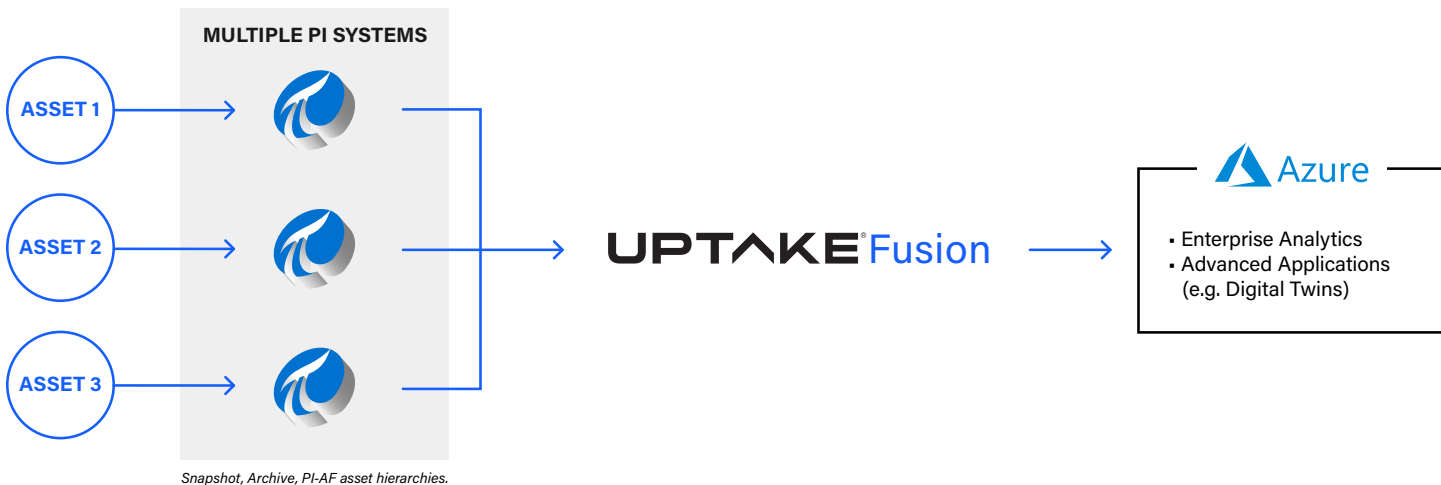 MULTIPLE PI SYSTEMS
ASSET 1
ASSET 2
ASSET 3
Snapshot, Archive, PI-AF asset hierarchies.
UPTAKE® Fusion
Azure
▪ Enterprise Analytics
▪ Advanced Applications
(e.g. Digital Twins)